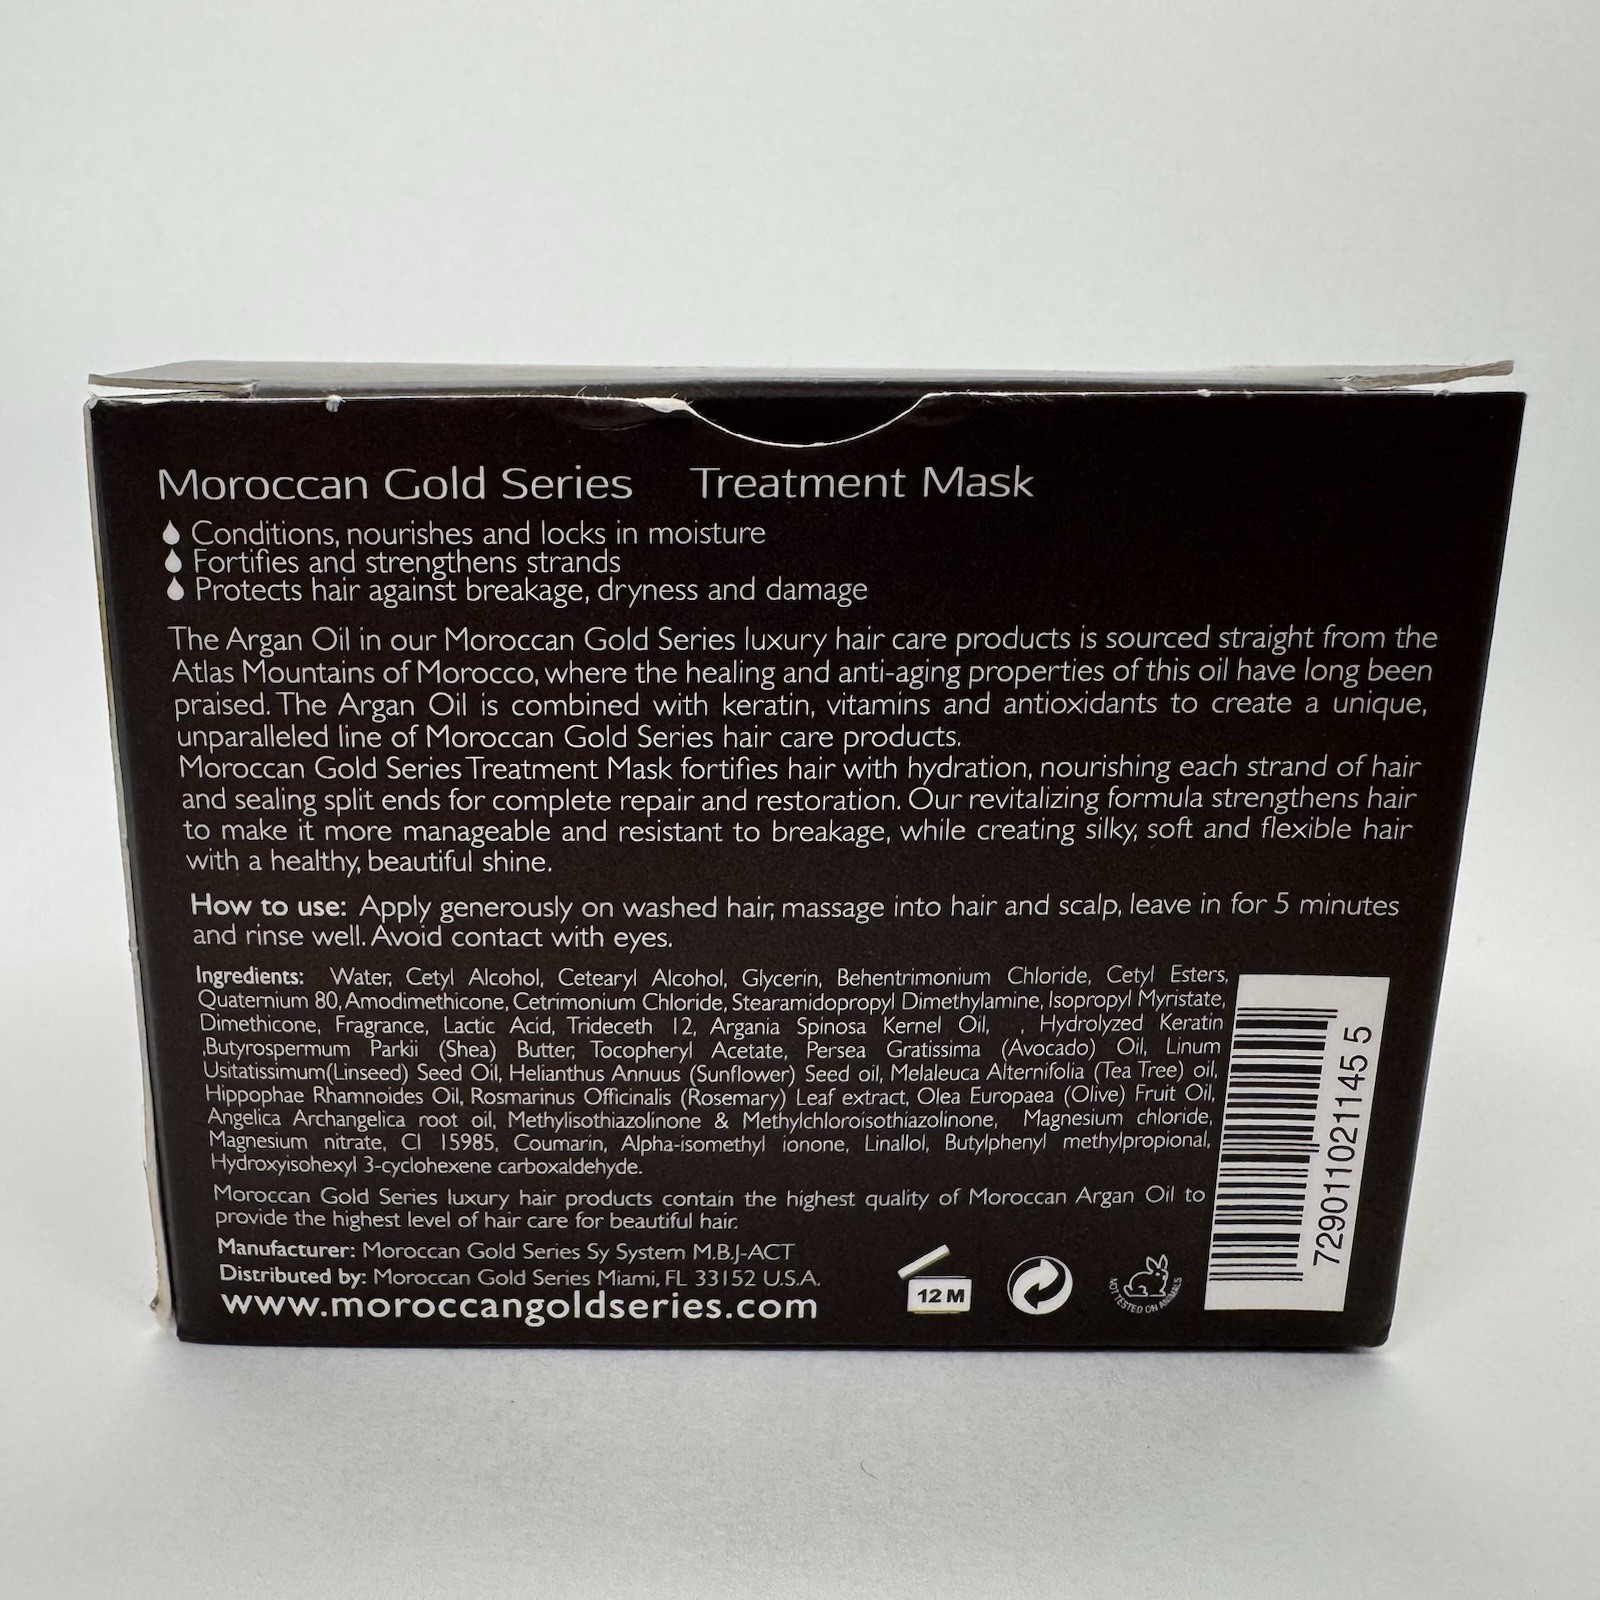 Moroccan Gold Series Treatment Mask
Conditions, nourishes and locks in moisture
Fortifies and strengthens strands
Protects hair against breakage, dryness and damage
The Argan Oil in our Moroccan Gold Series luxury hair care products is sourced straight from the
Atlas Mountains of Morocco, where the healing and anti-aging properties of this oil have long been
praised. The Argan Oil is combined with keratin, vitamins and antioxidants to create a unique,
unparalleled line of Moroccan Gold Series hair care products.
Moroccan Gold Series Treatment Mask fortifies hair with hydration, nourishing each strand of hair
and sealing split ends for complete repair and restoration. Our revitalizing formula strengthens hair
to make it more manageable and resistant to breakage, while creating silky, soft and flexible hair
with a healthy, beautiful shine.
How to use: Apply generously on washed hair, massage into hair and scalp, leave in for 5 minutes
and rinse well. Avoid contact with eyes.
Ingredients: Water, Cetyl Alcohol, Cetearyl Alcohol, Glycerin, Behentrimonium Chloride, Cetyl Esters,
Quaternium 80, Amodimethicone, Cetrimonium Chloride, Stearamidopropyl Dimethylamine, Isopropyl Myristate,
Dimethicone, Fragrance, Lactic Acid, Trideceth 12, Argania Spinosa Kernel Oil, , Hydrolyzed Keratin
,Butyrospermum Parkii (Shea) Butter, Tocopheryl Acetate, Persea Gratissima (Avocado) Oil, Linum
Usitatissimum(Linseed) Seed Oil, Helianthus Annuus (Sunflower) Seed oil, Melaleuca Alternifolia (Tea Tree) oil,
Hippophae Rhamnoides Oil, Rosmarinus Officinalis (Rosemary) Leaf extract, Olea Europaea (Olive) Fruit Oil,
Angelica Archangelica root oil, Methylisothiazolinone & Methylchloroisothiazolinone, Magnesium chloride,
Magnesium nitrate, CI 15985, Coumarin, Alpha-isomethyl ionone, Linallol, Butylphenyl methylpropional,
Hydroxyisohexyl 3-cyclohexene carboxaldehyde.
Moroccan Gold Series luxury hair products contain the highest quality of Moroccan Argan Oil to
provide the highest level of hair care for beautiful hair.
Manufacturer: Moroccan Gold Series Sy System M.B.J-ACT
Distributed by: Moroccan Gold Series Miami, FL 33152 U.S.A.
www.moroccangoldseries.com
12 M
NOT TESTED ON ANIMALS
729011021145 5